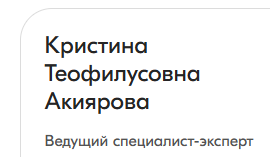 Кристина
Теофилусовна
Акиярова
Ведущий специалист-эксперт